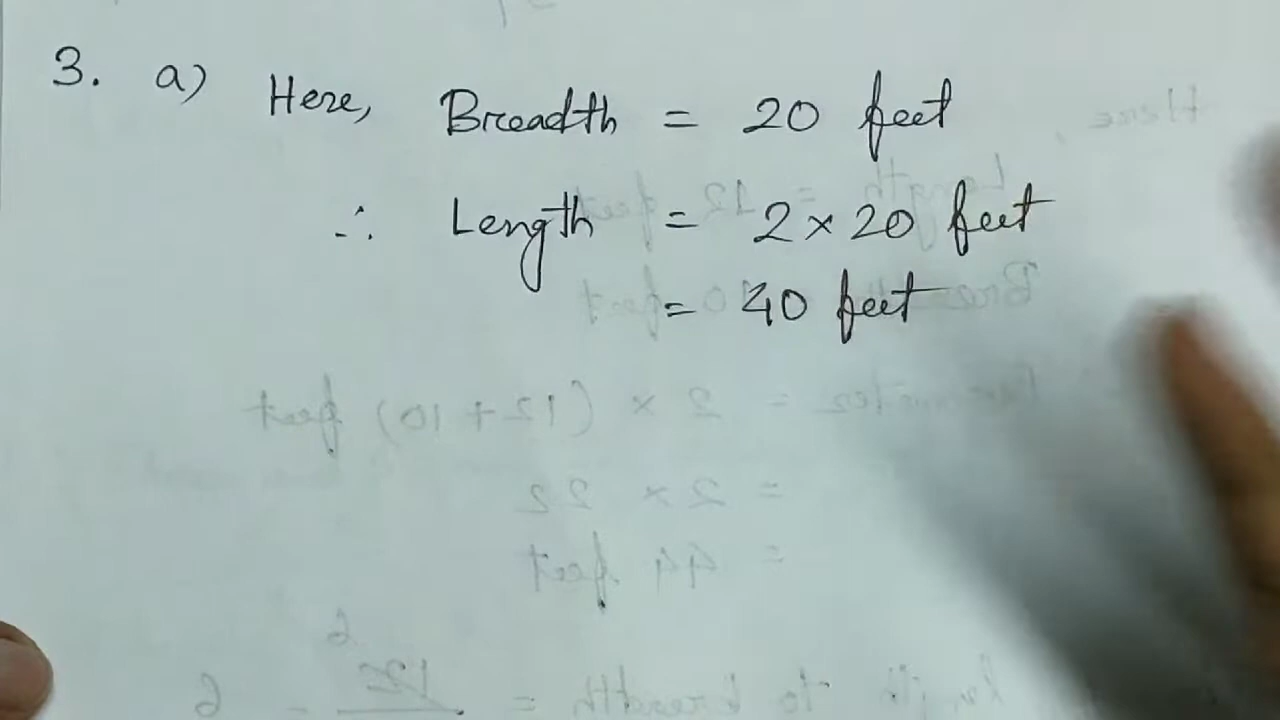 3. a) Here, Breadth = 20 feet
∴ Length = 2 × 20 feet
= 40 feet